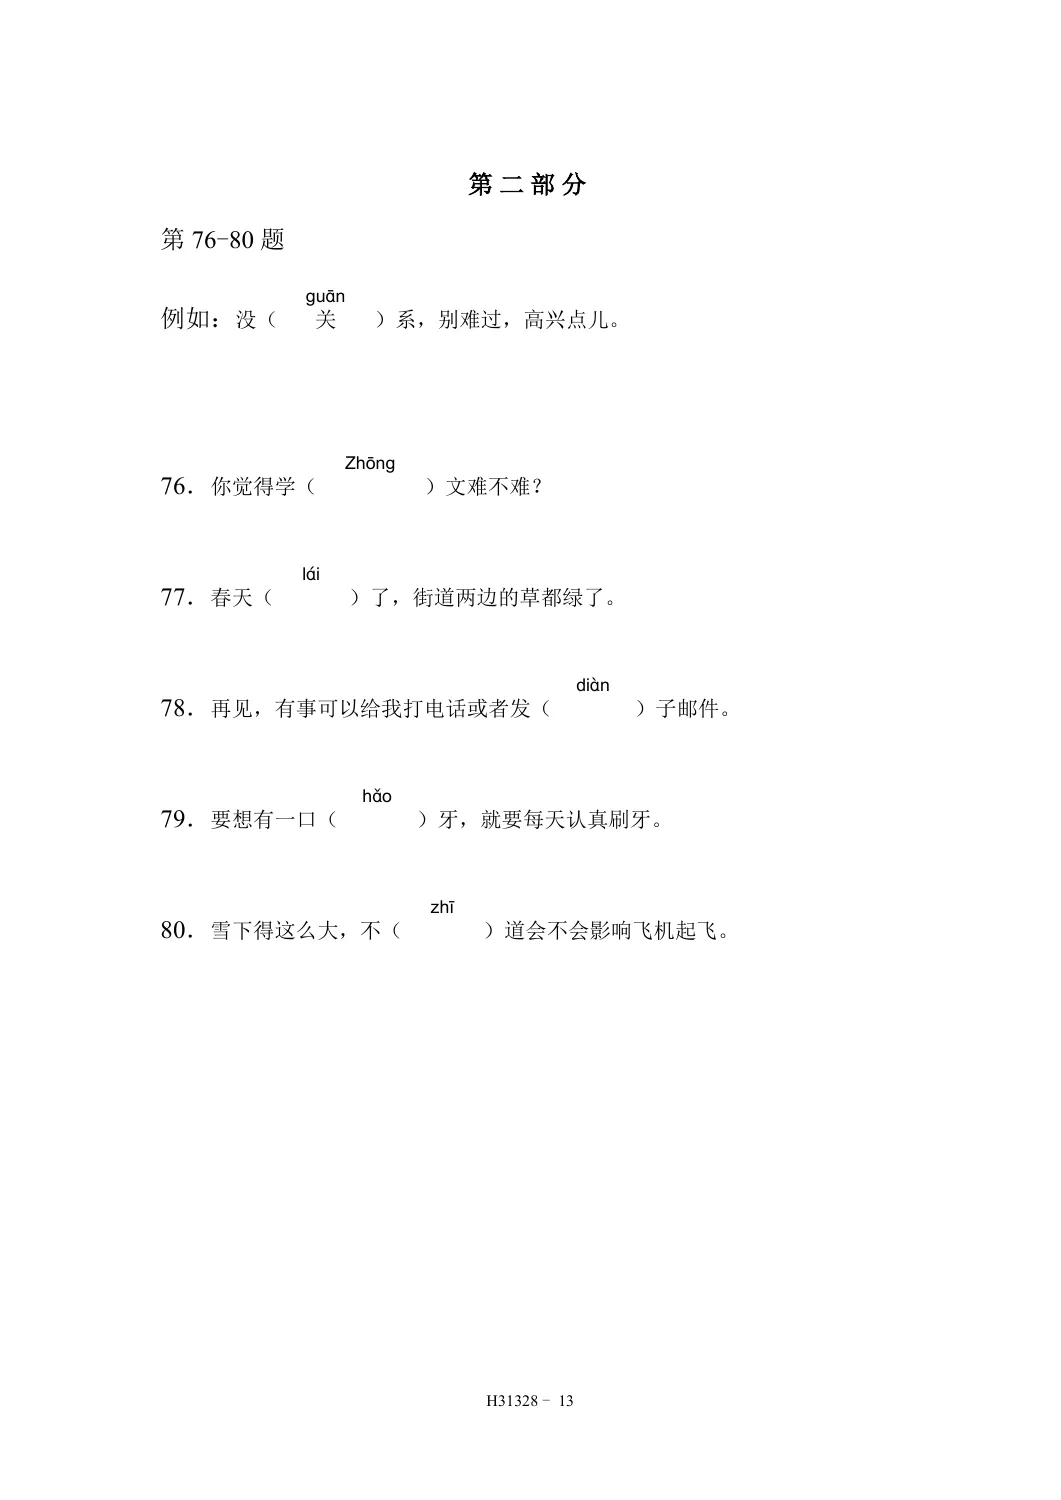 第 二 部 分
第 76-80 题
guān
例如：没（ 关 ）系，别难过，高兴点儿。
Zhōng
76．你觉得学（ ）文难不难？
lái
77．春天（ ）了，街道两边的草都绿了。
diàn
78．再见，有事可以给我打电话或者发（ ）子邮件。
hǎo
79．要想有一口（ ）牙，就要每天认真刷牙。
zhī
80．雪下得这么大，不（ ）道会不会影响飞机起飞。
H31328－ 13